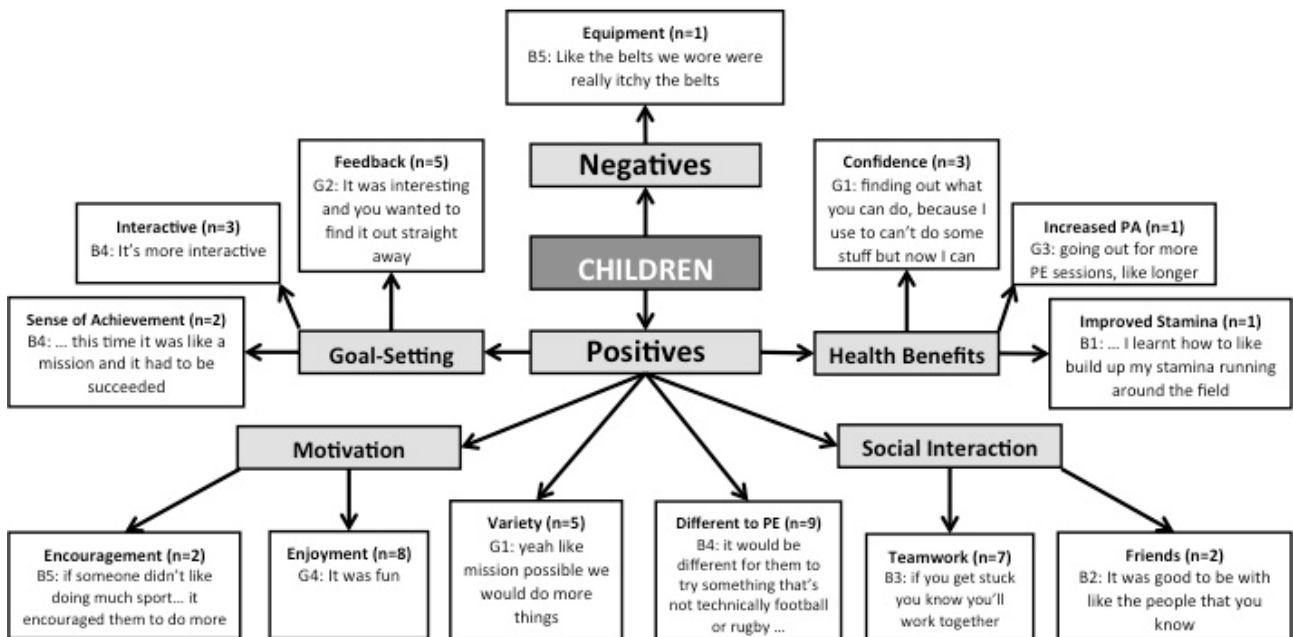 Equipment (n=1)
B5: Like the belts we wore were
really itchy the belts
Negatives
Feedback (n=5)
G2: It was interesting
and you wanted to
find it out straight
away
Confidence (n=3)
G1: finding out what
you can do, because I
use to can't do some
stuff but now I can
Interactive (n=3)
B4: It's more interactive
Increased PA (n=1)
G3: going out for more
PE sessions, like longer
CHILDREN
Sense of Achievement (n=2)
B4: ... this time it was like a
mission and it had to be
succeeded
Goal-Setting
Positives
Health Benefits
Improved Stamina (n=1)
B1: ... I learnt how to like
build up my stamina running
around the field
Motivation
Social Interaction
Encouragement (n=2)
B5: if someone didn't like
doing much sport... it
encouraged them to do more
Enjoyment (n=8)
G4: It was fun
Variety (n=5)
G1: yeah like
mission possible we
would do more
things
Different to PE (n=9)
B4: it would be
different for them to
try something that's
not technically football
or rugby ...
Teamwork (n=7)
B3: if you get stuck
you know you'll
work together
Friends (n=2)
B2: It was good to be with
like the people that you
know